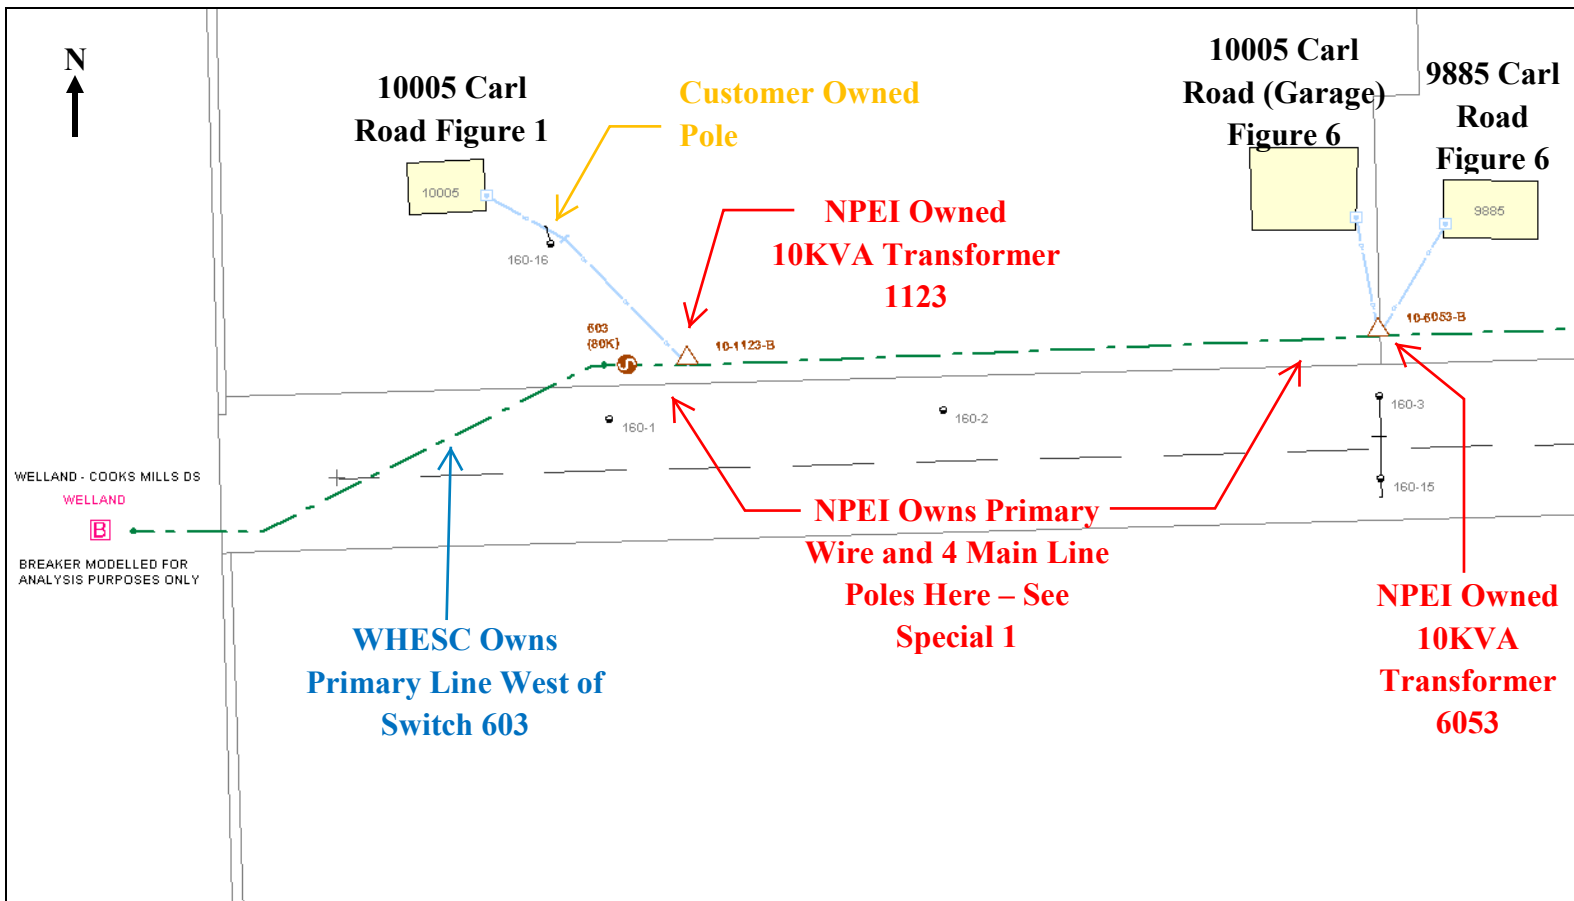 N
10005 Carl
Road Figure 1
Customer Owned
Pole
10005 Carl
Road (Garage)
Figure 6
9885 Carl
Road
Figure 6
10005
9885
160-16
NPEI Owned
10KVA Transformer
1123
603
(80K)
10-1123-B
10-6053-B
160-1
160-2
160-3
160-15
WELLAND - COOKS MILLS DS
WELLAND
B
BREAKER MODELLED FOR
ANALYSIS PURPOSES ONLY
NPEI Owns Primary
Wire and 4 Main Line
Poles Here – See
Special 1
WHESC Owns
Primary Line West of
Switch 603
NPEI Owned
10KVA
Transformer
6053